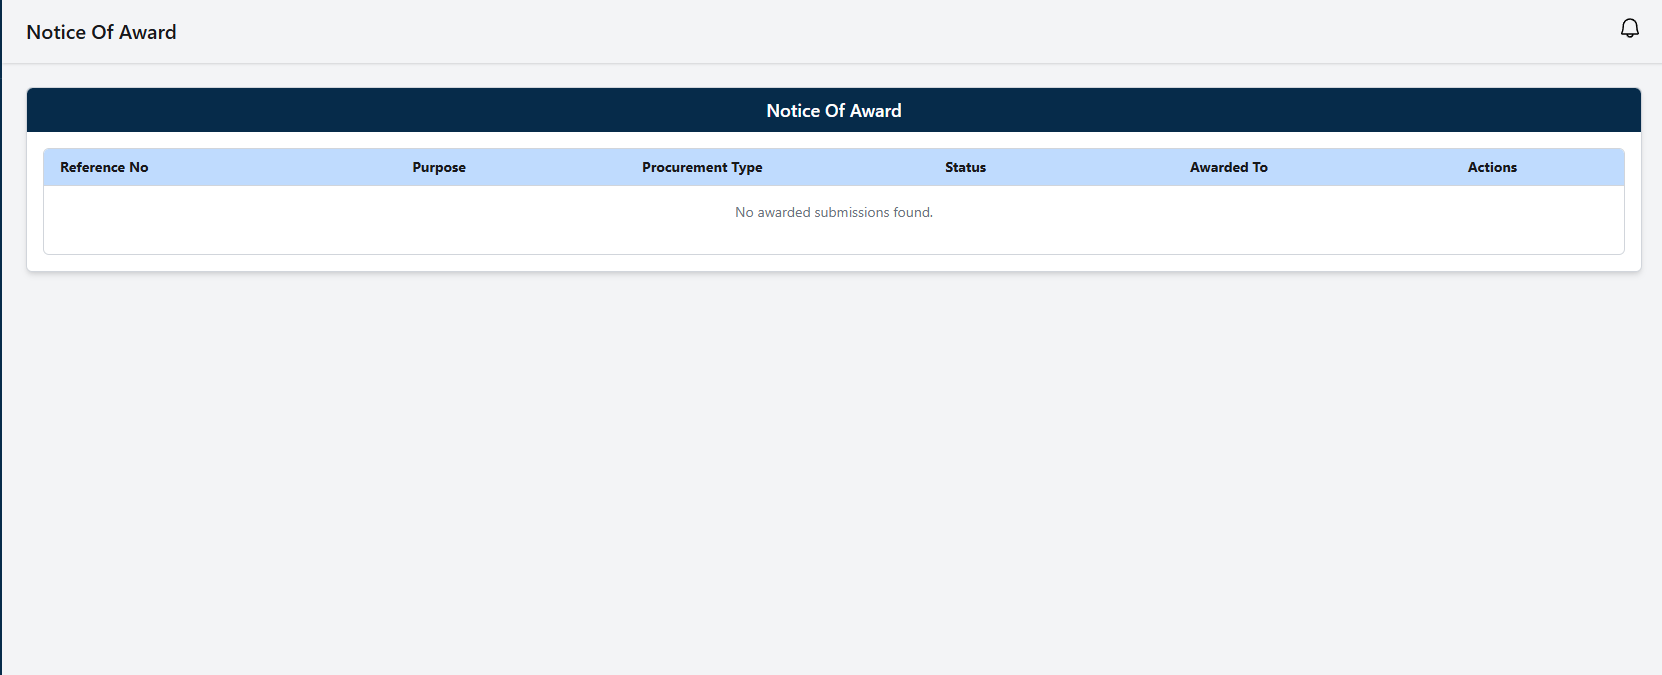 Notice Of Award
Notice Of Award
Reference No Purpose Procurement Type Status Awarded To Actions
No awarded submissions found.